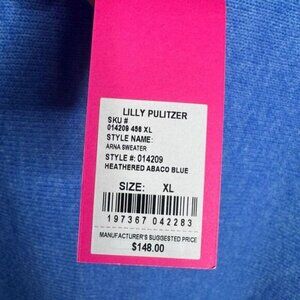 LILLY PULITZER
SKU #
014209 458 XL
STYLE NAME:
ARNA SWEATER
STYLE #: 014209
HEATHERED ABACO BLUE
SIZE: XL
197367 042283
MANUFACTURER'S SUGGESTED PRICE
$148.00